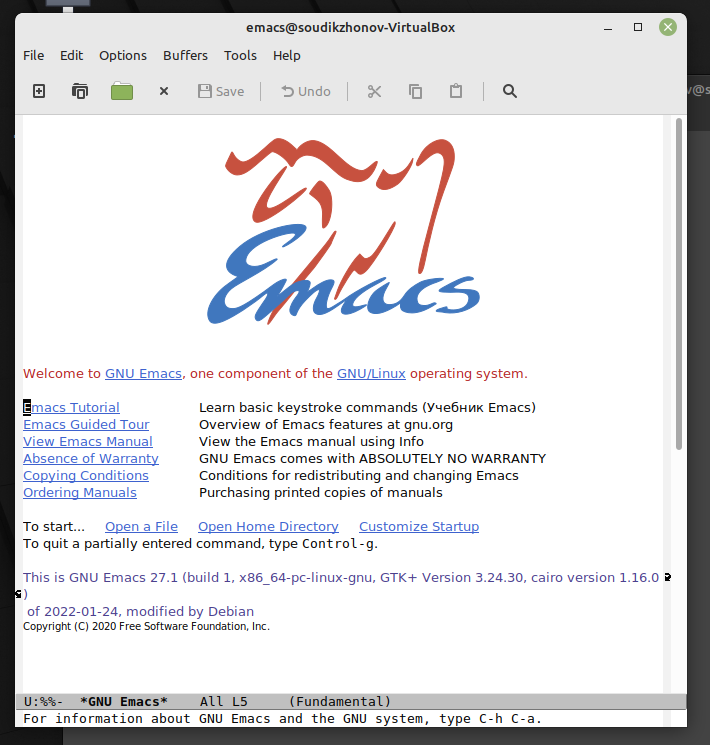 emacs@soudikzhonov-VirtualBox
File Edit Options Buffers Tools Help
Save Undo
v@s
Emacs
Welcome to GNU Emacs, one component of the GNU/Linux operating system.
Emacs Tutorial Learn basic keystroke commands (Учебник Emacs)
Emacs Guided Tour Overview of Emacs features at gnu.org
View Emacs Manual View the Emacs manual using Info
Absence of Warranty GNU Emacs comes with ABSOLUTELY NO WARRANTY
Copying Conditions Conditions for redistributing and changing Emacs
Ordering Manuals Purchasing printed copies of manuals
To start... Open a File Open Home Directory Customize Startup
To quit a partially entered command, type Control-g.
This is GNU Emacs 27.1 (build 1, x86_64-pc-linux-gnu, GTK+ Version 3.24.30, cairo version 1.16.0
)
of 2022-01-24, modified by Debian
Copyright (C) 2020 Free Software Foundation, Inc.
U:%%- *GNU Emacs* All L5 (Fundamental)
For information about GNU Emacs and the GNU system, type C-h C-a.